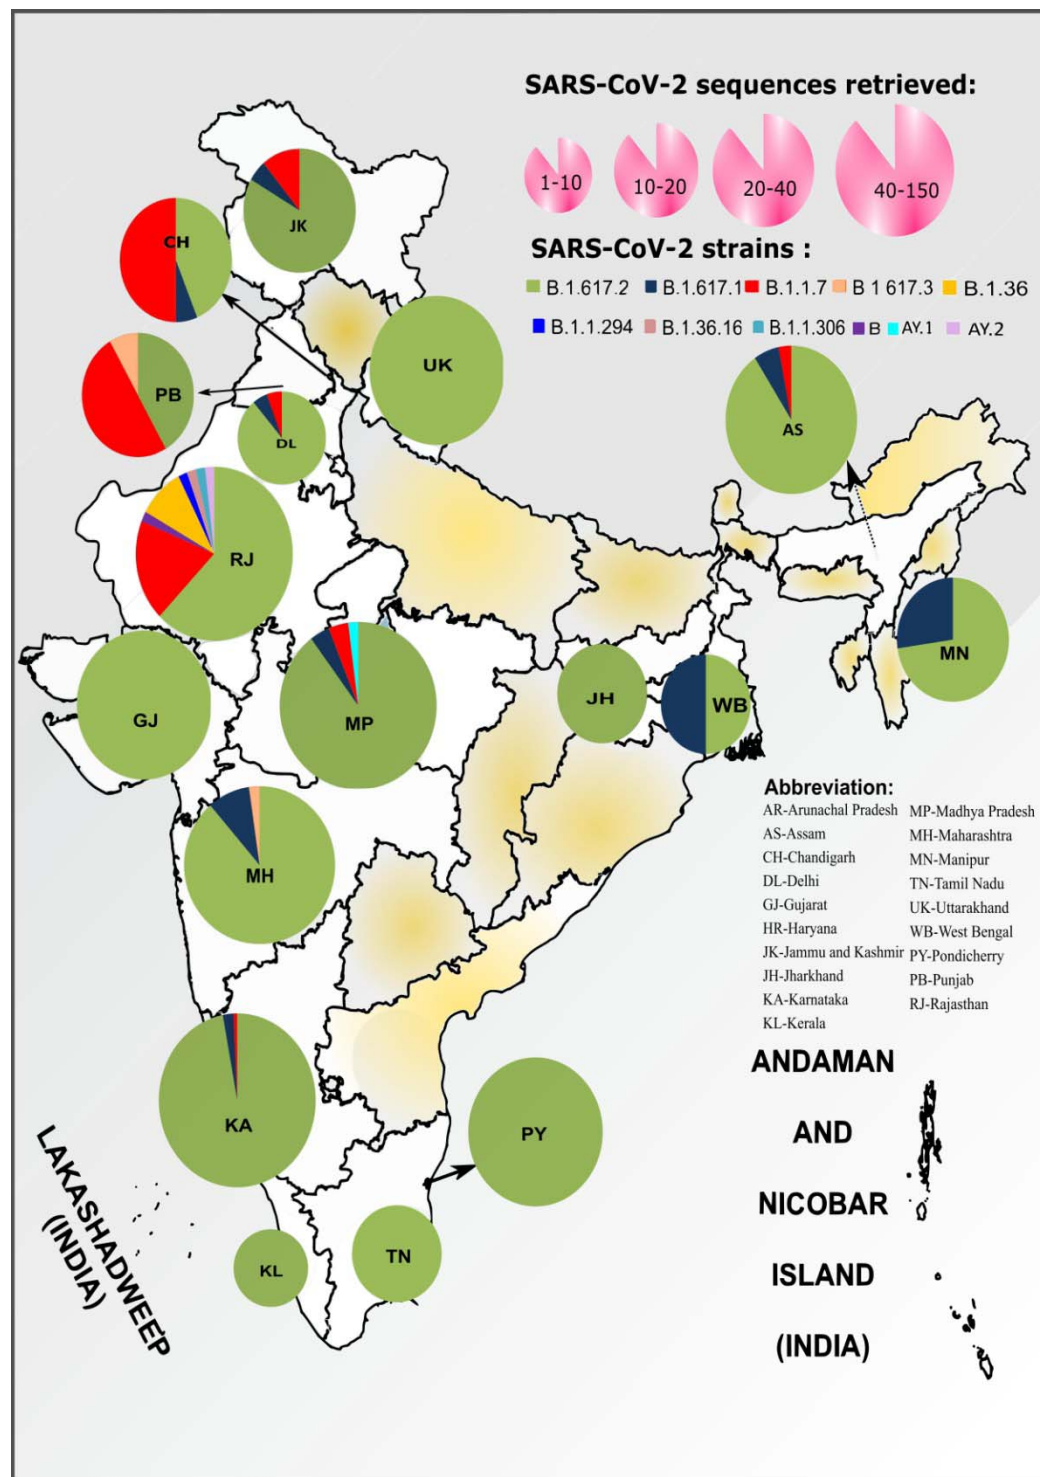 SARS-CoV-2 sequences retrieved:
1-10
10-20
20-40
40-150
SARS-CoV-2 strains :
B.1.617.2 B.1.617.1 B.1.1.7 B 1 617.3 B.1.36
B.1.1.294 B.1.36.16 B.1.1.306 B AY.1 AY.2
JK
CH
UK
PB
DL
AS
RJ
MN
GJ
MP
JH
WB
MH
KA
PY
KL
TN
Abbreviation:
AR-Arunachal Pradesh
AS-Assam
CH-Chandigarh
DL-Delhi
GJ-Gujarat
HR-Haryana
JK-Jammu and Kashmir
JH-Jharkhand
KA-Karnataka
KL-Kerala
MP-Madhya Pradesh
MH-Maharashtra
MN-Manipur
TN-Tamil Nadu
UK-Uttarakhand
WB-West Bengal
PY-Pondicherry
PB-Punjab
RJ-Rajasthan
ANDAMAN
AND
NICOBAR
ISLAND
(INDIA)
LAKASHADWEEP
(INDIA)